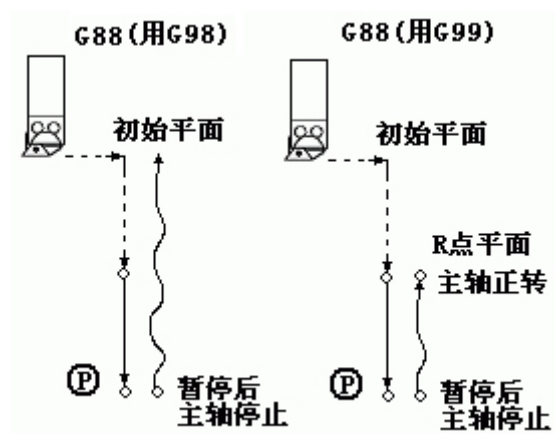 G88(用G98)
初始平面
P
暂停后
主轴停止
G88(用G99)
初始平面
R点平面
主轴正转
P
暂停后
主轴停止